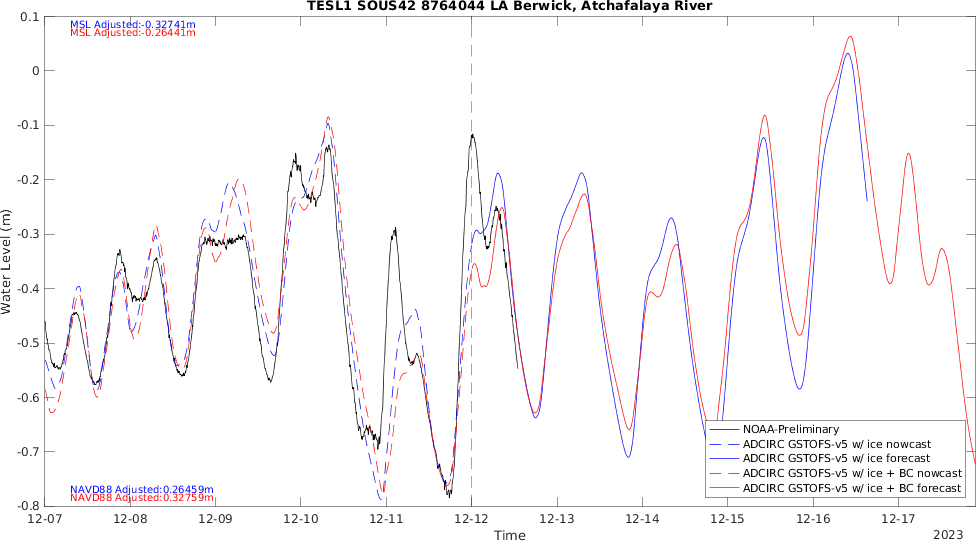 TESL1 SOUS42 8764044 LA Berwick, Atchafalaya River
MSL Adjusted:-0.32741m
MSL Adjusted:-0.26441m
0.1
0
-0.1
-0.2
-0.3
-0.4
-0.5
-0.6
-0.7
-0.8
Water Level (m)
NOAA-Preliminary
ADCIRC GSTOFS-v5 w/ ice nowcast
ADCIRC GSTOFS-v5 w/ ice forecast
ADCIRC GSTOFS-v5 w/ ice + BC nowcast
ADCIRC GSTOFS-v5 w/ ice + BC forecast
NAVD88 Adjusted:0.26459m
NAVD88 Adjusted:0.32759m
12-07 12-08 12-09 12-10 12-11 12-12 12-13 12-14 12-15 12-16 12-17
Time
2023